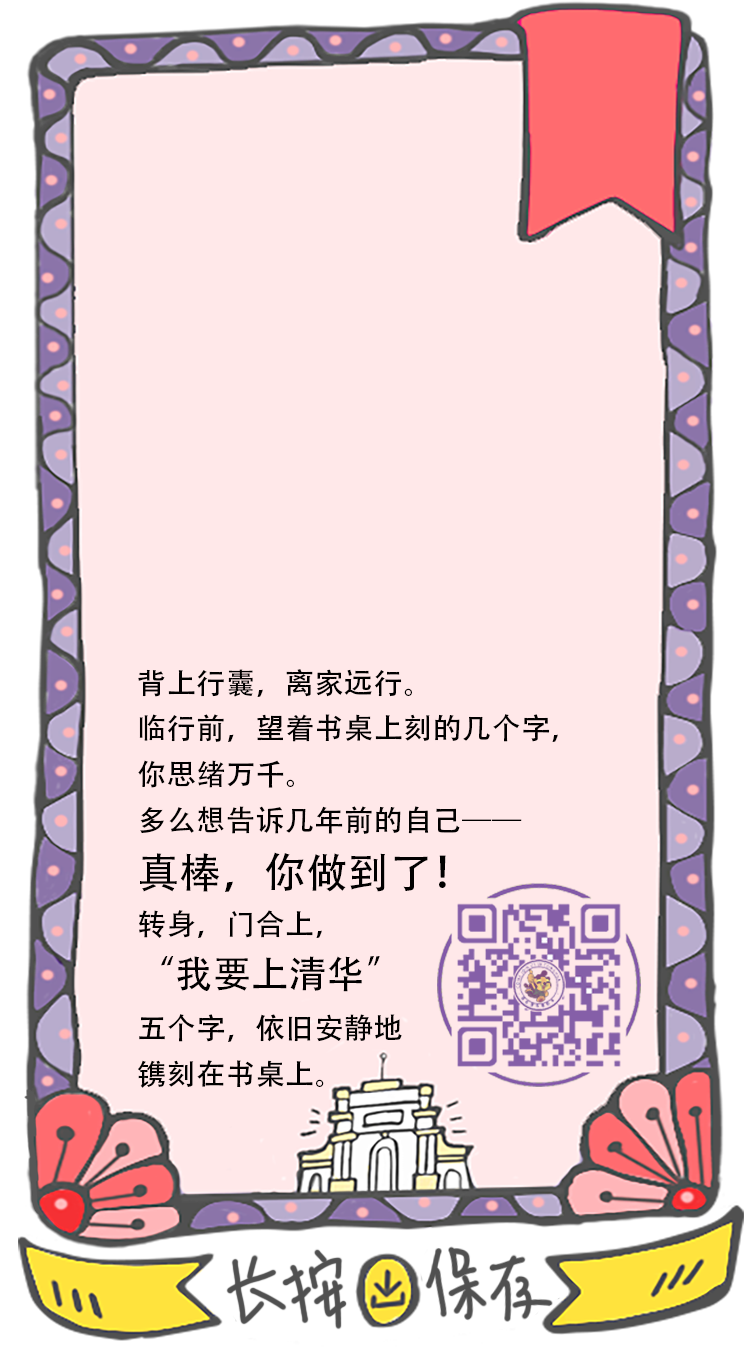 背上行囊，离家远行。
临行前，望着书桌上刻的几个字，
你思绪万千。
多么想告诉几年前的自己——
真棒，你做到了！
转身，门合上，
“我要上清华”
五个字，依旧安静地
镌刻在书桌上。
长按保存